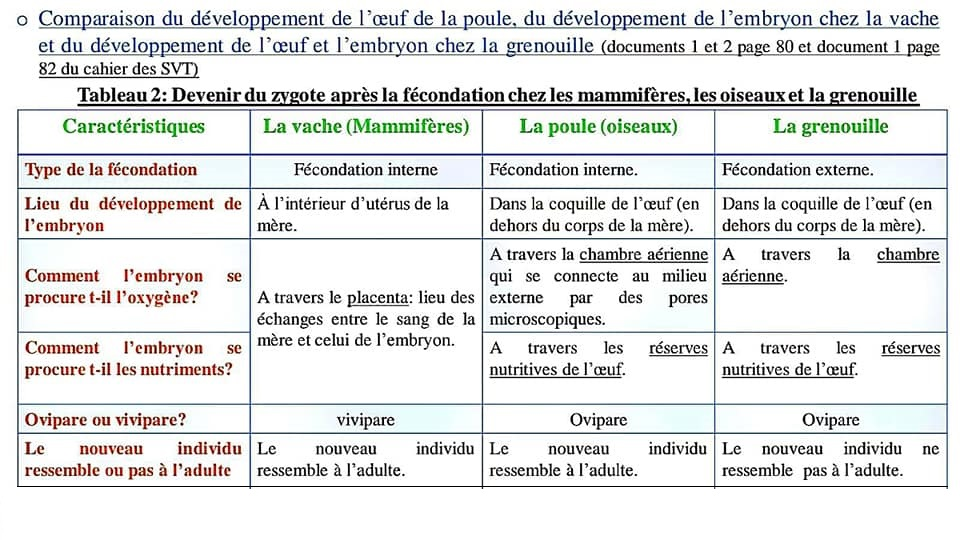 o Comparaison du développement de l'œuf de la poule, du développement de l'embryon chez la vache
et du développement de l'œuf et l'embryon chez la grenouille (documents 1 et 2 page 80 et document 1 page
82 du cahier des SVT)
Tableau 2: Devenir du zygote après la fécondation chez les mammifères, les oiseaux et la grenouille
Caractéristiques
La vache (Mammifères)
La poule (oiseaux)
La grenouille
Type de la fécondation
Fécondation interne
Fécondation interne.
Fécondation externe.
Lieu du développement de
l'embryon
À l'intérieur d'utérus de la
mère.
Dans la coquille de l'œuf (en
dehors du corps de la mère).
Dans la coquille de l'œuf (en
dehors du corps de la mère).
Comment l'embryon se
procure t-il l'oxygène?
A travers le placenta: lieu des
échanges entre le sang de la
mère et celui de l'embryon.
A travers la chambre aérienne
qui se connecte au milieu
externe par des pores
microscopiques.
A travers la chambre
aérienne.
Comment l'embryon se
procure t-il les nutriments?
A travers les réserves
nutritives de l'œuf.
A travers les réserves
nutritives de l'œuf.
Ovipare ou vivipare?
vivipare
Ovipare
Ovipare
Le nouveau individu
ressemble ou pas à l'adulte
Le nouveau individu
ressemble à l'adulte.
Le nouveau individu
ressemble à l'adulte.
Le nouveau individu ne
ressemble pas à l'adulte.